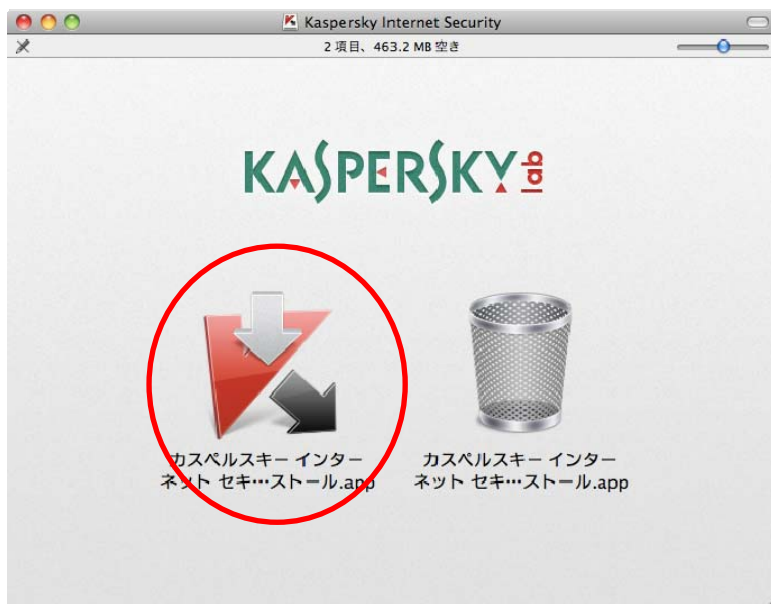 Kaspersky Internet Security
2 項目、463.2 MB 空き
KASPERSKY lab
カスペルスキー インター
ネット セキ…ストール.app
カスペルスキー インター
ネット セキ…ストール.app